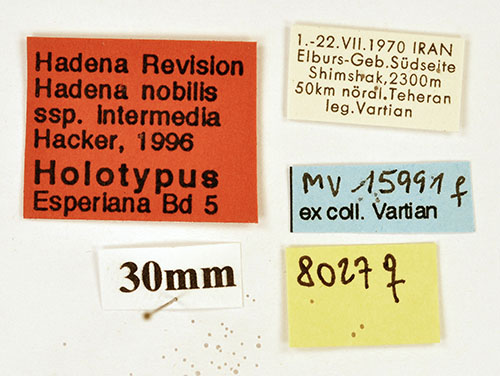 Hadena Revision
Hadena nobilis
ssp. intermedia
Hacker, 1996
Holotypus
Esperiana Bd 5
1.-22.VII.1970 IRAN
Elburs-Geb.Südseite
Shimshak,2300m
50km nördl.Teheran
leg.Vartian
MV 15991 f
ex coll. Vartian
30mm
8027 f